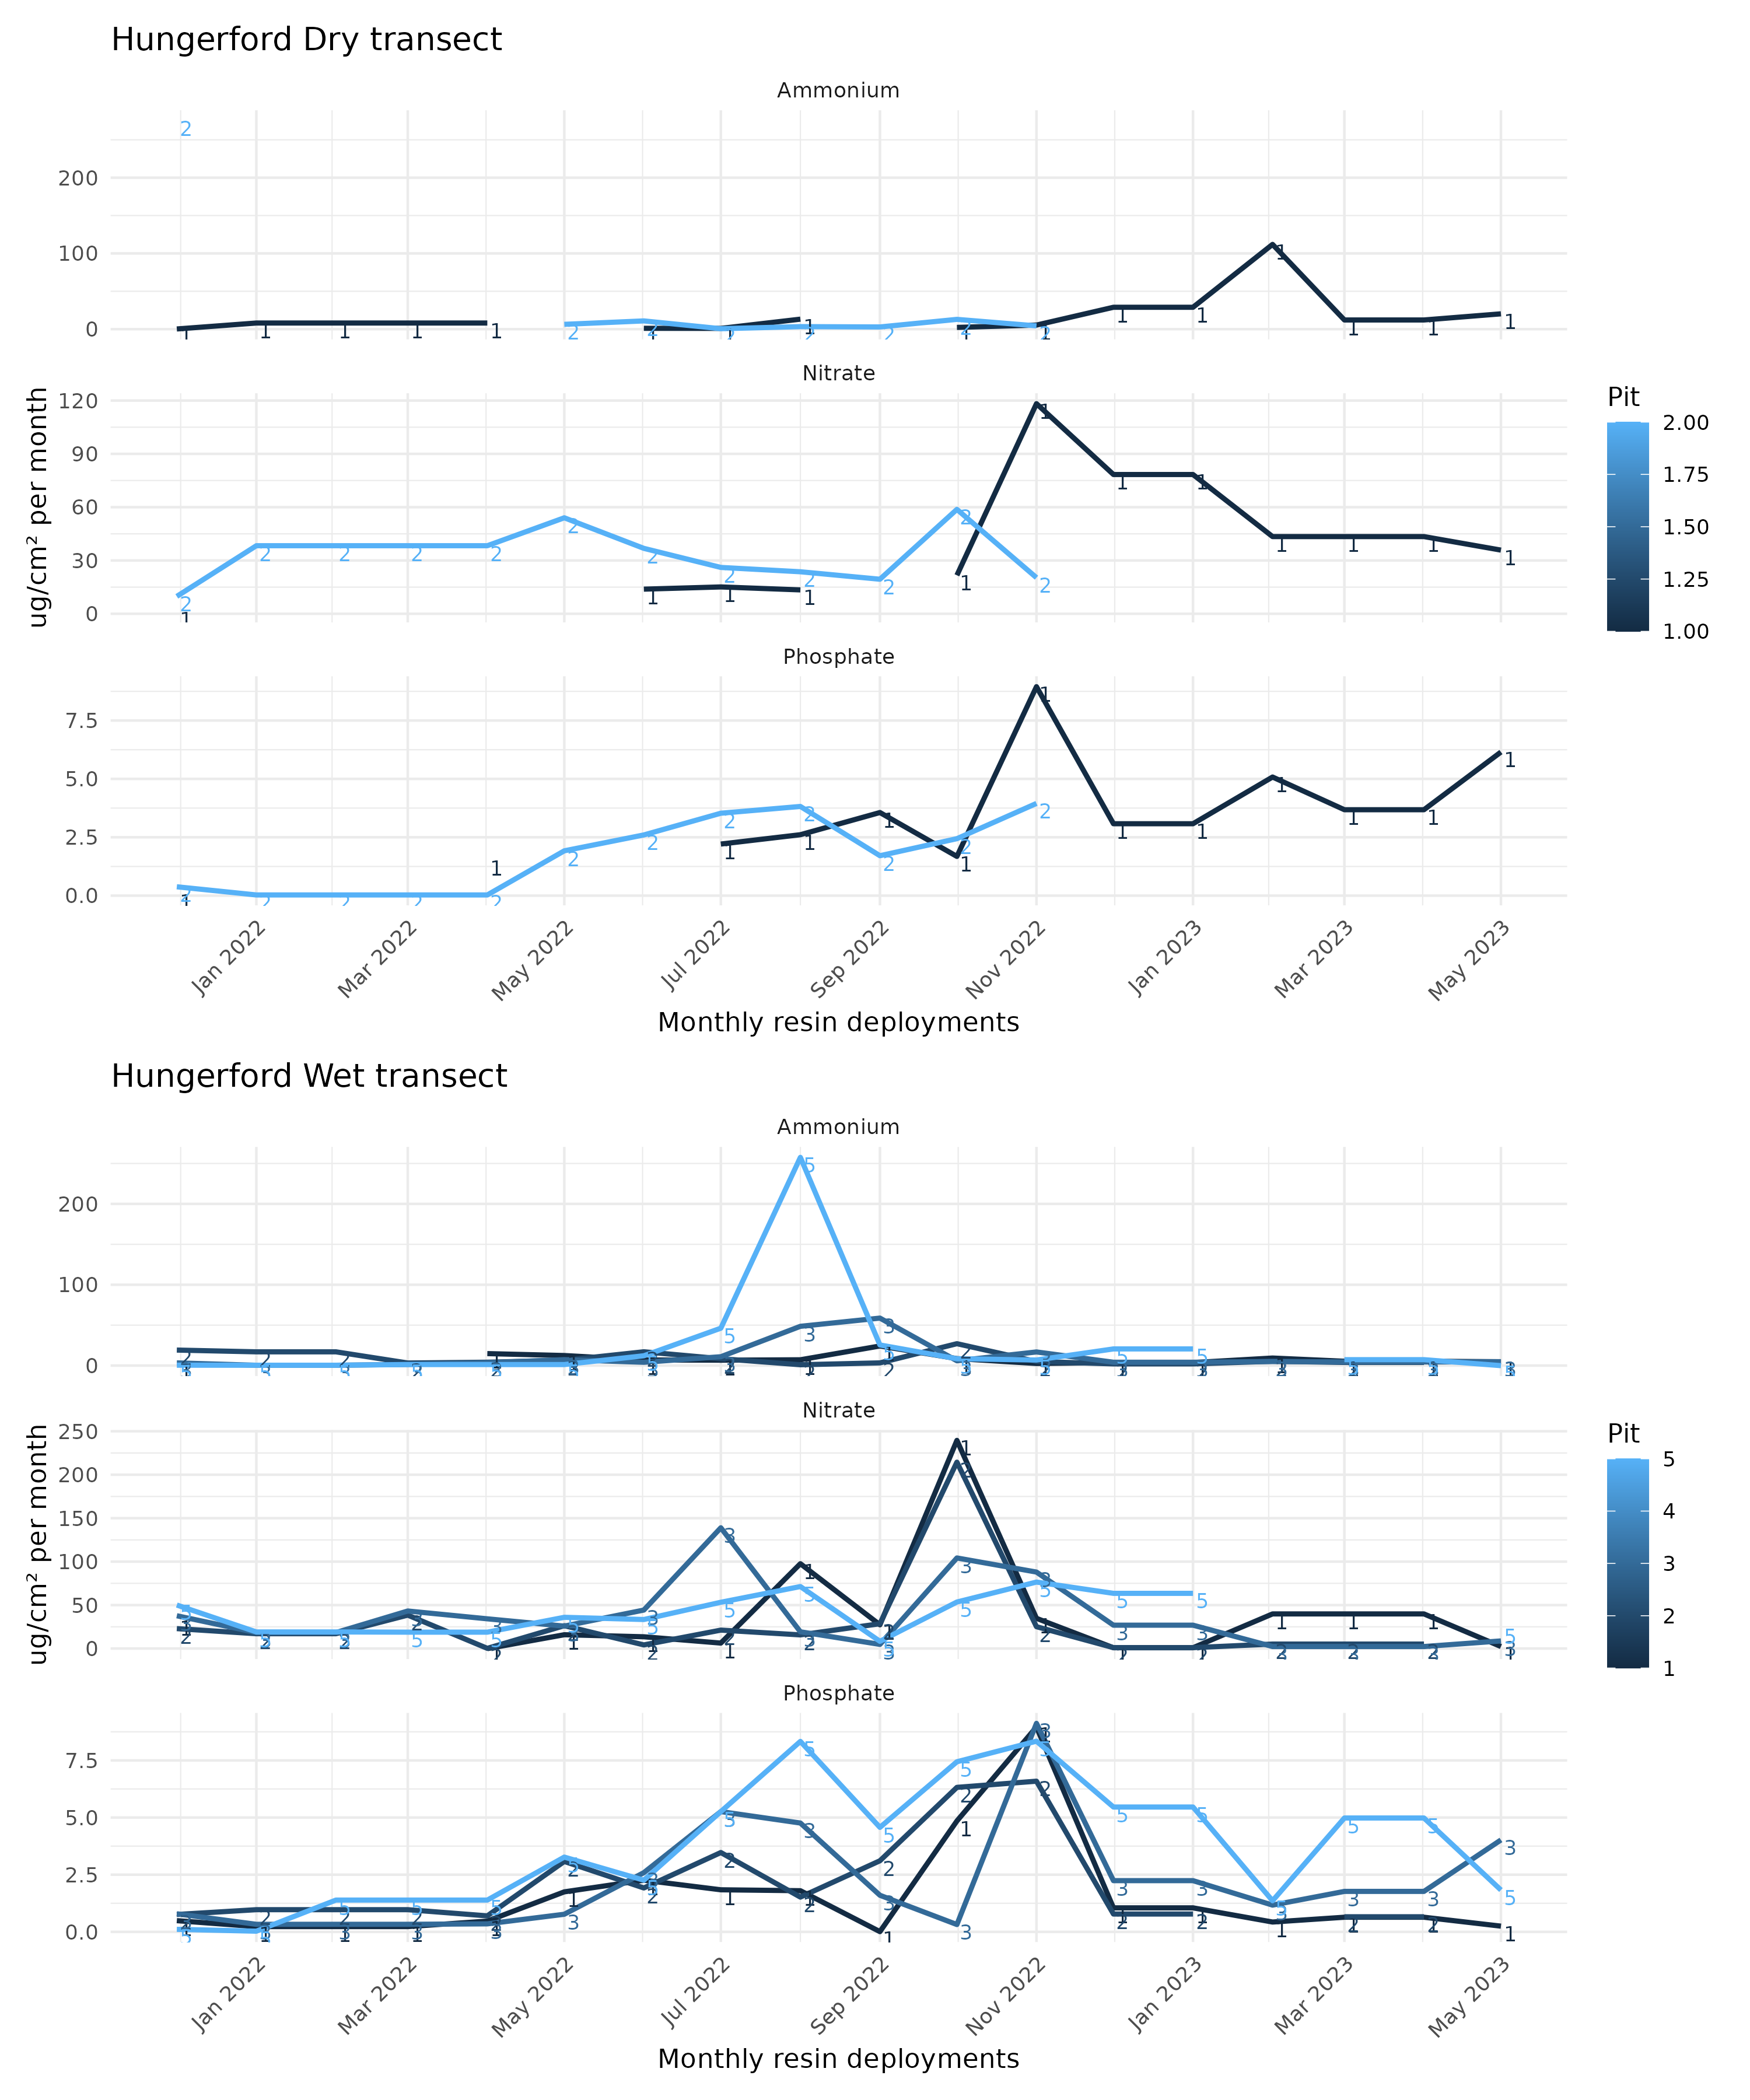 Hungerford Dry transect
Ammonium
200
100
0
Nitrate
120
90
60
30
0
Phosphate
7.5
5.0
2.5
0.0
Jan 2022
Mar 2022
May 2022
Jul 2022
Sep 2022
Nov 2022
Jan 2023
Mar 2023
May 2023
Monthly resin deployments
ug/cm² per month
Pit
2.00
1.75
1.50
1.25
1.00
Hungerford Wet transect
Ammonium
200
100
0
Nitrate
250
200
150
100
50
0
Phosphate
7.5
5.0
2.5
0.0
Jan 2022
Mar 2022
May 2022
Jul 2022
Sep 2022
Nov 2022
Jan 2023
Mar 2023
May 2023
Monthly resin deployments
ug/cm² per month
Pit
5
4
3
2
1